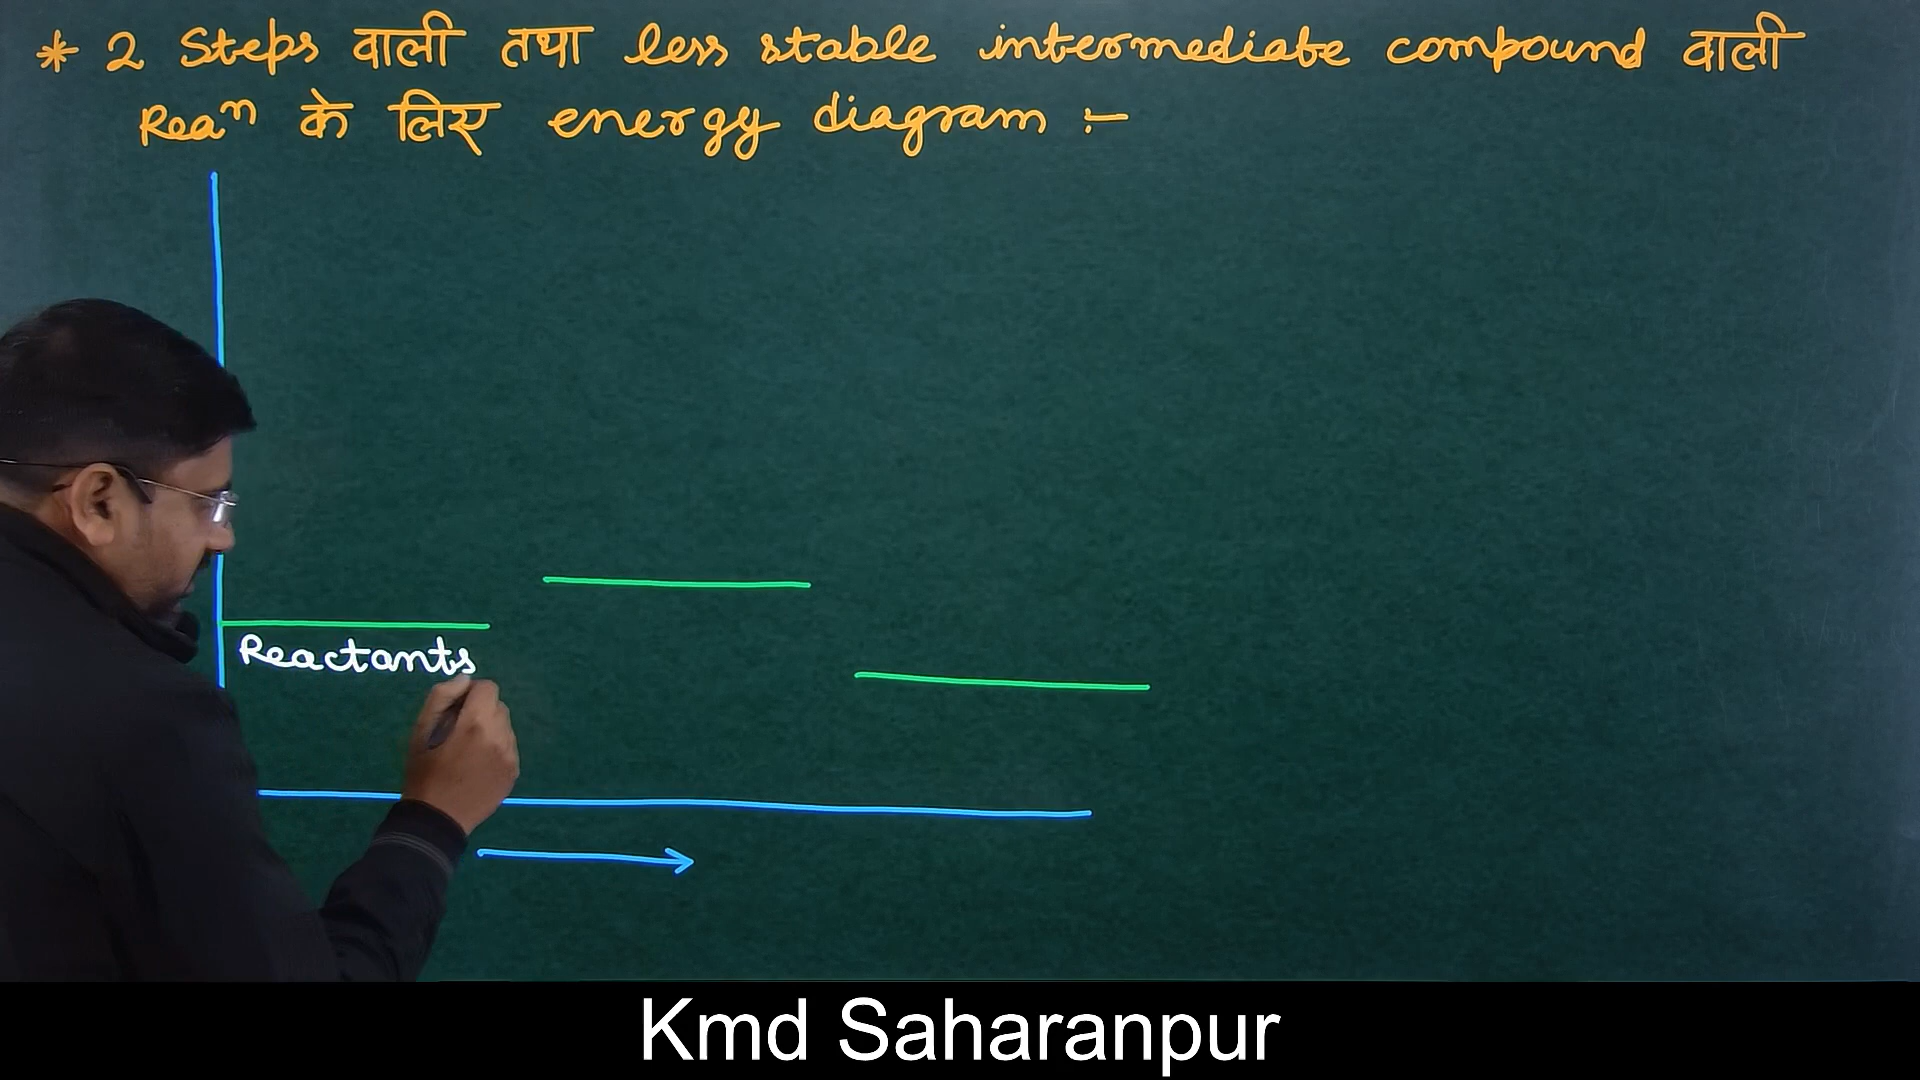 * 2 Steps वाली तथा less stable intermediate compound वाली
Reaⁿ के लिए energy diagram :-
Reactants
Kmd Saharanpur